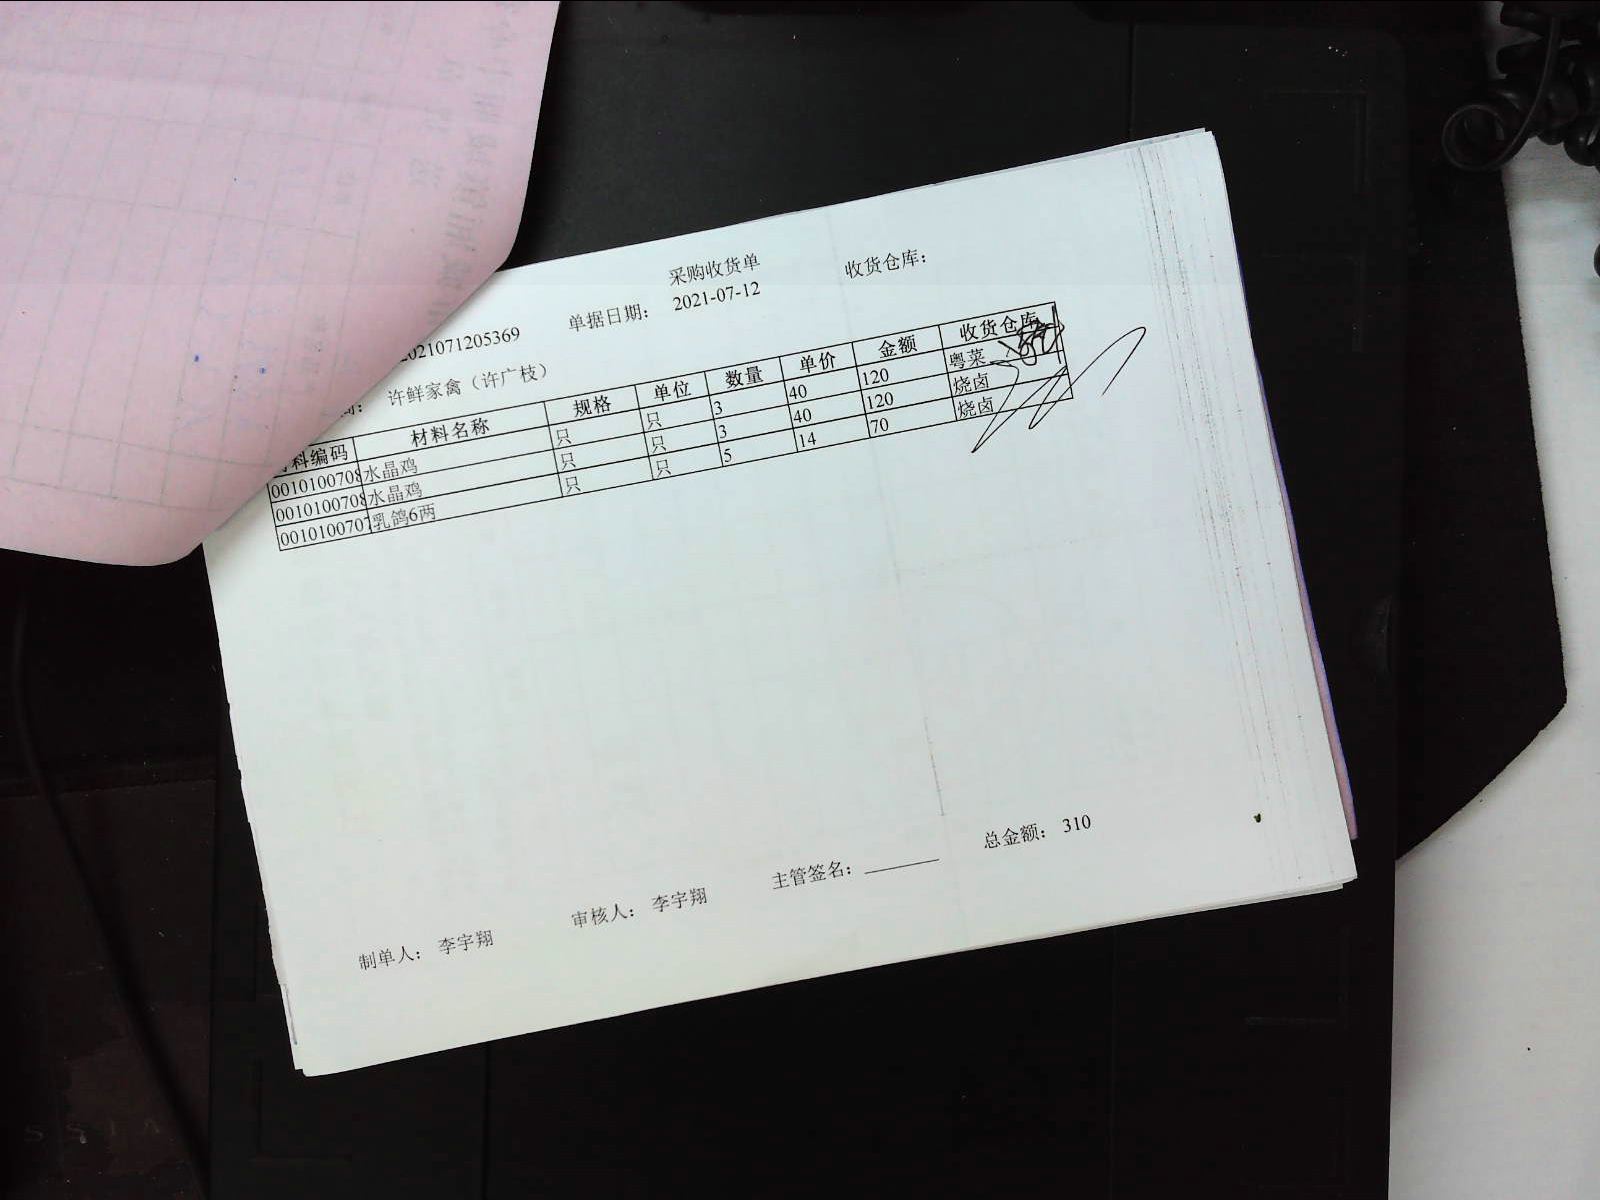 采购收货单
2021071205369 单据日期： 2021-07-12 收货仓库：
许鲜家禽（许广枝）
科编码 材料名称 规格 单位 数量 单价 金额 收货仓库
0010100708 水晶鸡 只 只 3 40 120 粤菜
0010100708 水晶鸡 只 只 3 40 120 烧卤
0010100707 乳鸽6两 只 只 5 14 70 烧卤
总金额： 310
制单人： 李宇翔 审核人： 李宇翔 主管签名：